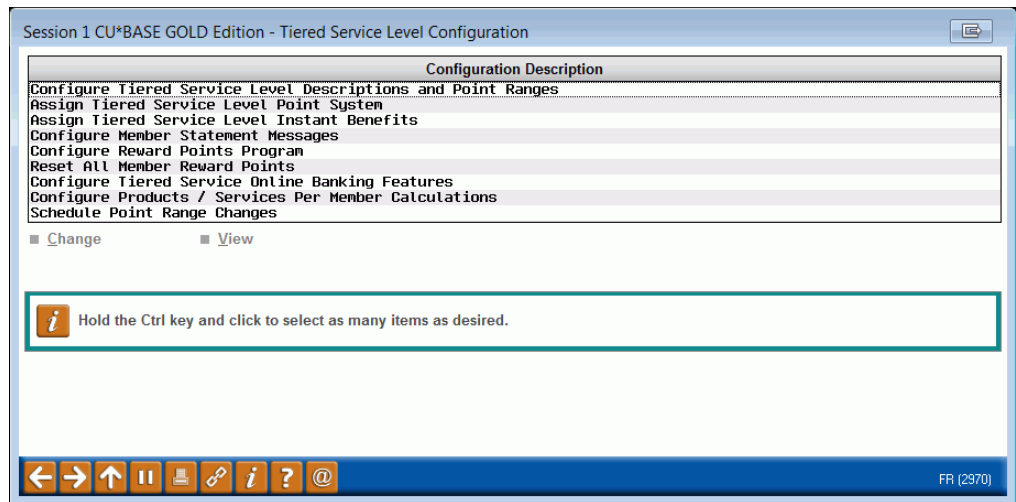 Session 1 CU*BASE GOLD Edition - Tiered Service Level Configuration
Configuration Description
Configure Tiered Service Level Descriptions and Point Ranges
Assign Tiered Service Level Point System
Assign Tiered Service Level Instant Benefits
Configure Member Statement Messages
Configure Reward Points Program
Reset All Member Reward Points
Configure Tiered Service Online Banking Features
Configure Products / Services Per Member Calculations
Schedule Point Range Changes
Change View
i Hold the Ctrl key and click to select as many items as desired.
i ? @ FR (2970)